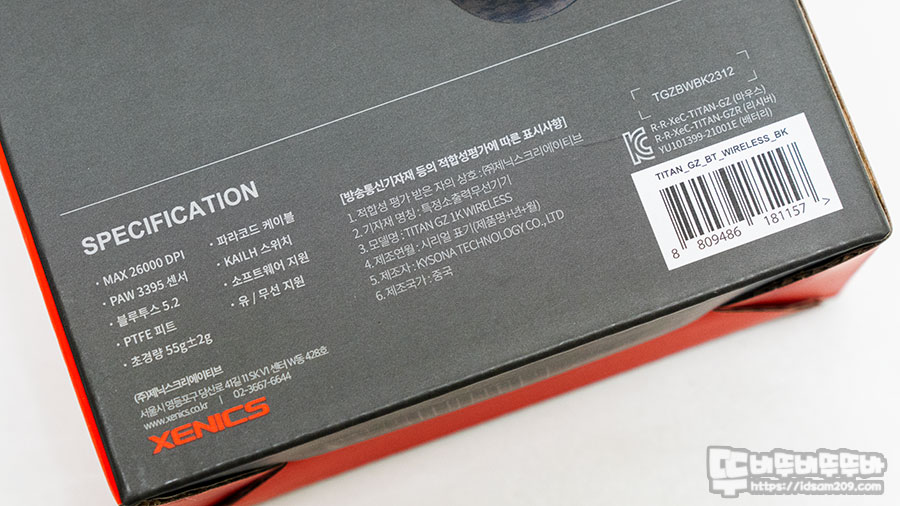 SPECIFICATION
· MAX 26000 DPI
· PAW 3395 센서
· 블루투스 5.2
· PTFE 피트
· 초경량 55g±2g
· 파라코드 케이블
· KAILH 스위치
· 소프트웨어 지원
· 유 / 무선 지원
[방송통신기자재 등의 적합성평가에 따른 표시사항]
1. 적합성 평가 받은 자의 상호 : (주)제닉스크리에이티브
2. 기자재 명칭 : 특정소출력무선기기
3. 모델명 : TITAN GZ 1K WIRELESS
4. 제조연월 : 시리얼 표기 (제품명+년+월)
5. 제조자 : KYSONA TECHNOLOGY CO., LTD
6. 제조국가 : 중국
TGZBWBK2312
R-R-XeC-TITAN-GZ (마우스)
R-R-XeC-TITAN-GZR (리시버)
YU101399-21001E (배터리)
TITAN_GZ_BT_WIRELESS_BK
8 809486 181157 >
(주)제닉스크리에이티브
서울시 영등포구 당산로 41길 11 SK V1 센터 W동 428호
www.xenics.co.kr | 02-3667-6644
XENICS
뚜 바뚜바뚜뚜바
https://idsam209.com